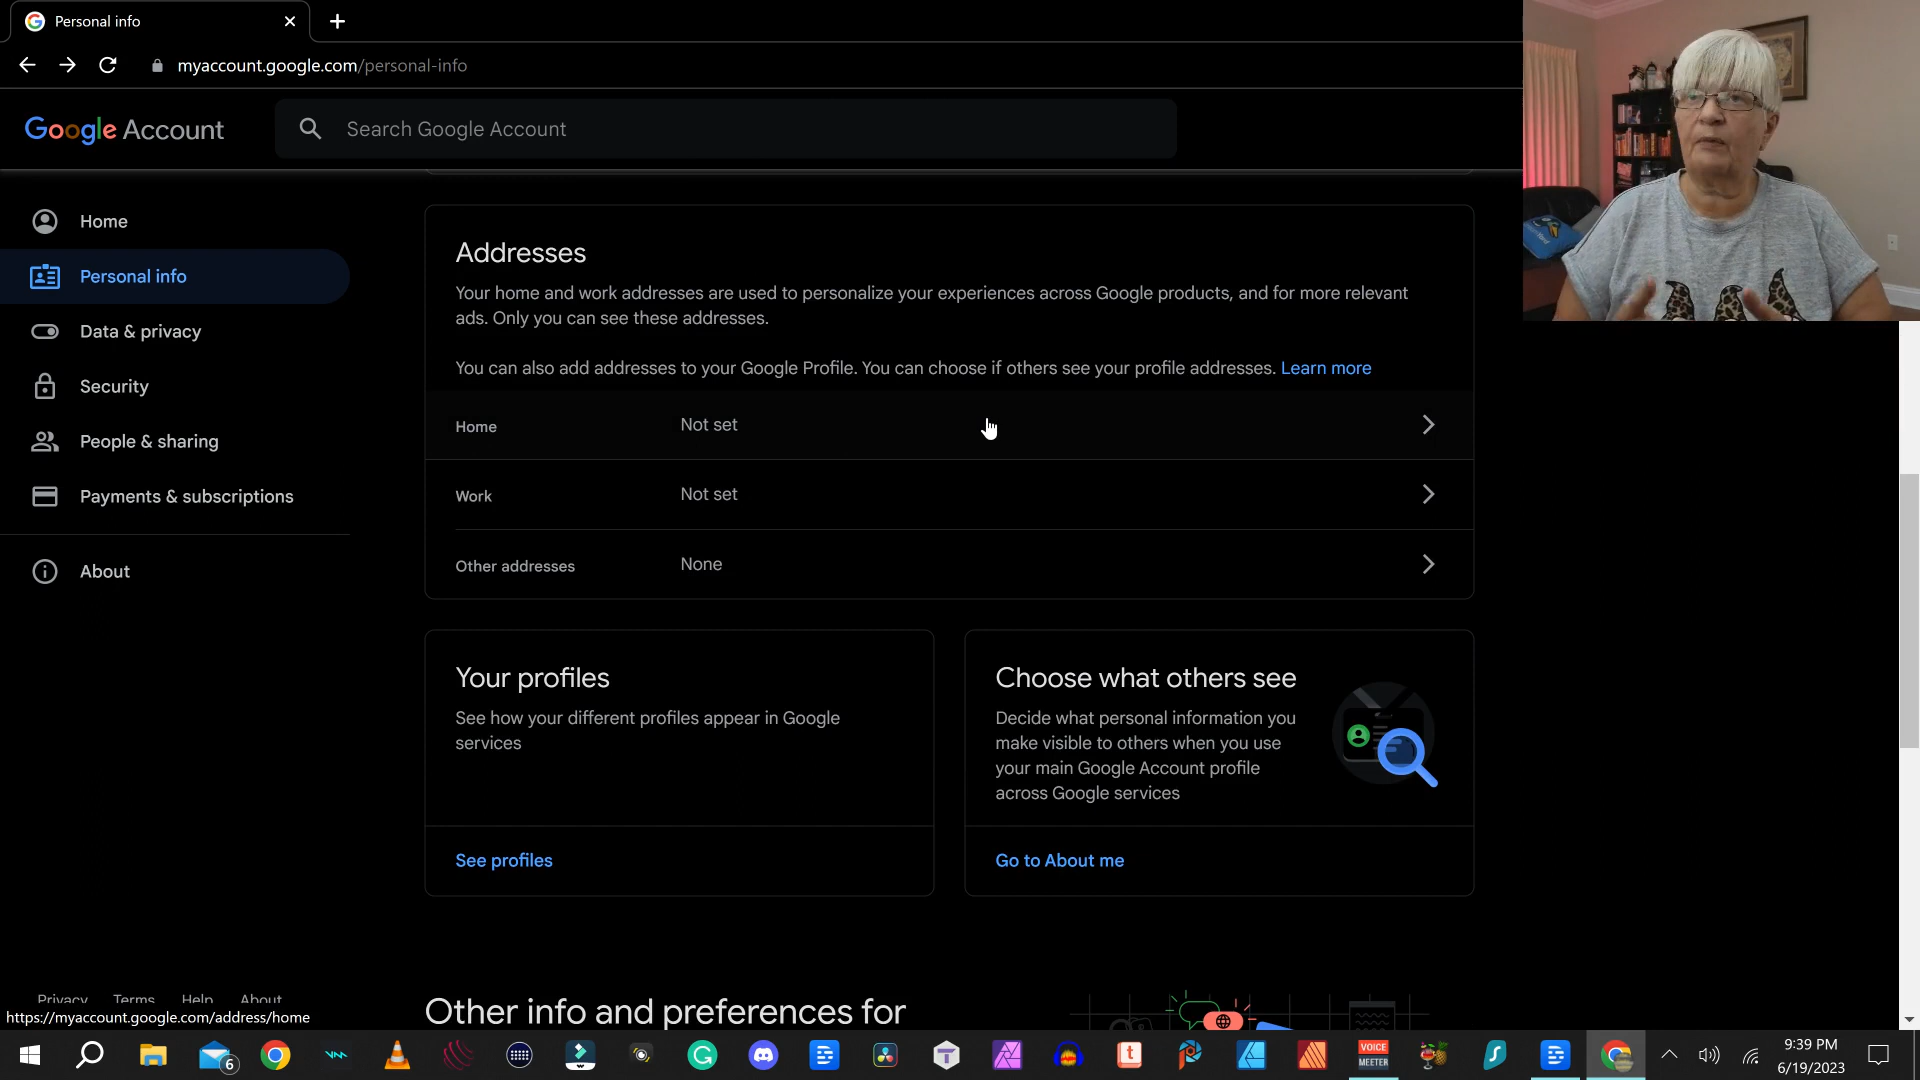 Personal info
myaccount.google.com/personal-info
Google Account
Search Google Account
Home
Personal info
Data & privacy
Security
People & sharing
Payments & subscriptions
About
Addresses
Your home and work addresses are used to personalize your experiences across Google products, and for more relevant
ads. Only you can see these addresses.
You can also add addresses to your Google Profile. You can choose if others see your profile addresses. Learn more
Home Not set
Work Not set
Other addresses None
Your profiles
See how your different profiles appear in Google
services
See profiles
Choose what others see
Decide what personal information you
make visible to others when you use
your main Google Account profile
across Google services
Go to About me
Other info and preferences for
Privacy Terms Help About
https://myaccount.google.com/address/home
6
VOICE
MEETER
9:39 PM
6/19/2023